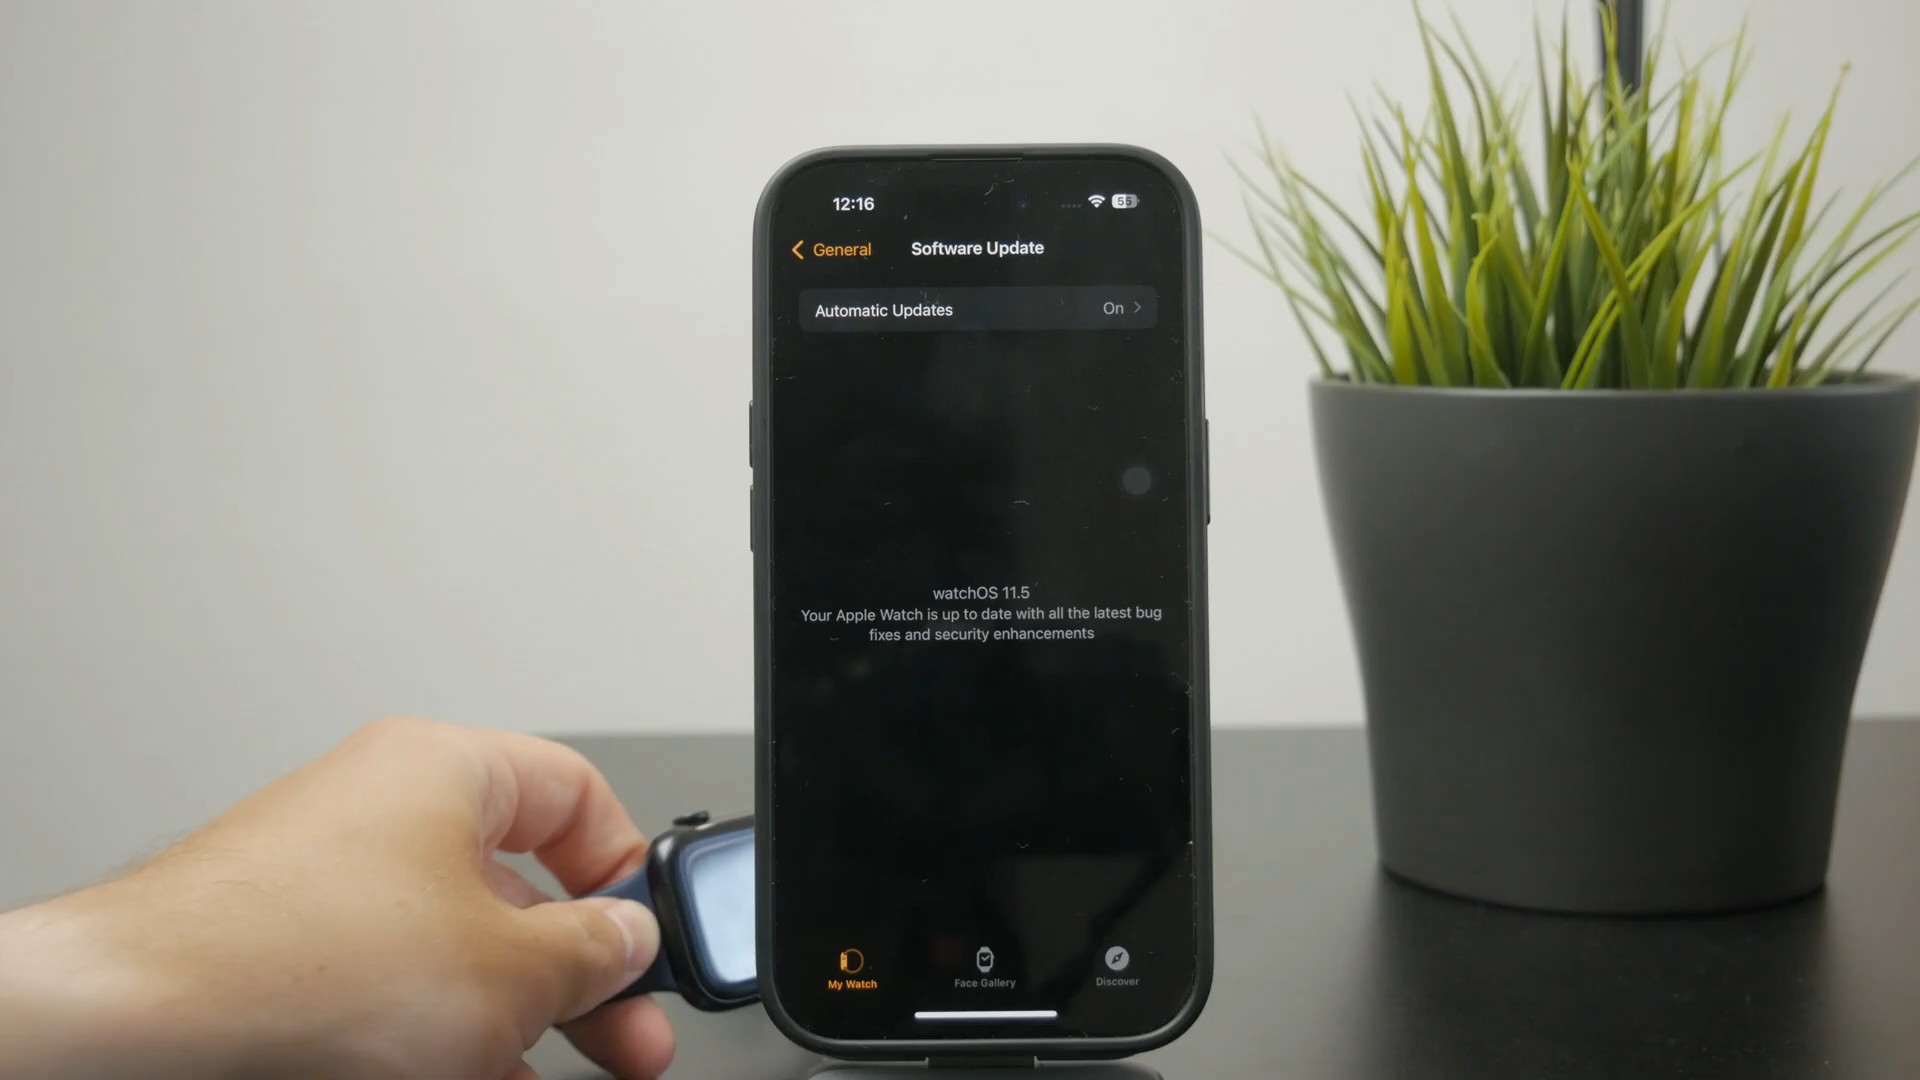 12:16
55
General
Software Update
Automatic Updates
On
watchOS 11.5
Your Apple Watch is up to date with all the latest bug
fixes and security enhancements
My Watch
Face Gallery
Discover